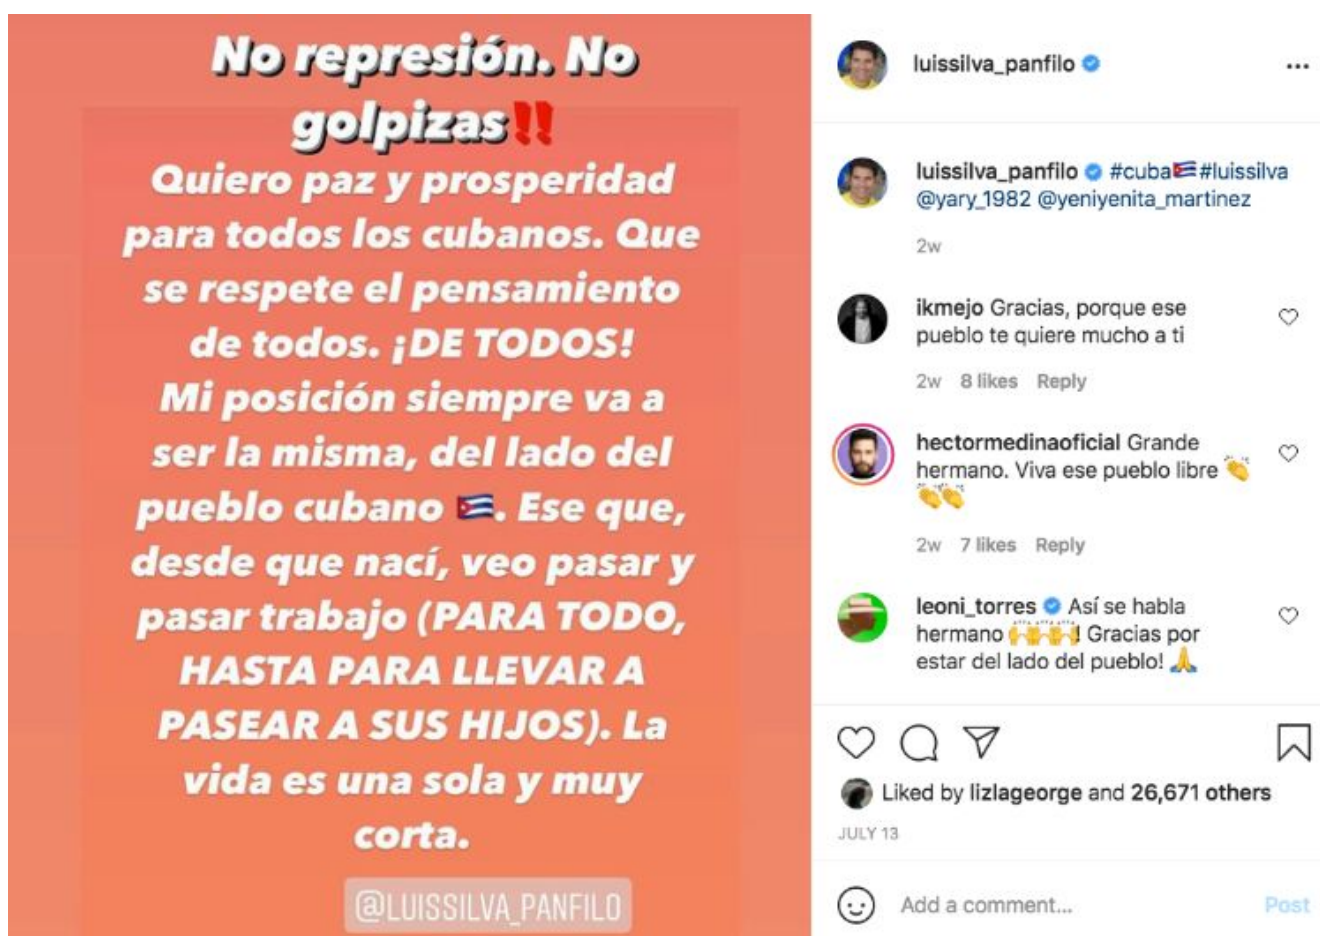 No represión. No
golpizas‼️
Quiero paz y prosperidad
para todos los cubanos. Que
se respete el pensamiento
de todos. ¡DE TODOS!
Mi posición siempre va a
ser la misma, del lado del
pueblo cubano 🇨🇺. Ese que,
desde que nací, veo pasar y
pasar trabajo (PARA TODO,
HASTA PARA LLEVAR A
PASEAR A SUS HIJOS). La
vida es una sola y muy
corta.
@LUISSILVA_PANFILO
luissilva_panfilo
luissilva_panfilo #cuba🇨🇺#luissilva
@yary_1982 @yeniyenita_martinez
2w
ikmejo Gracias, porque ese
pueblo te quiere mucho a ti
2w 8 likes Reply
hectormedinaoficial Grande
hermano. Viva ese pueblo libre 👏
👏👏
2w 7 likes Reply
leoni_torres Así se habla
hermano 🙌🙌🙌! Gracias por
estar del lado del pueblo! 🙏
Liked by lizlageorge and 26,671 others
JULY 13
Add a comment...
Post